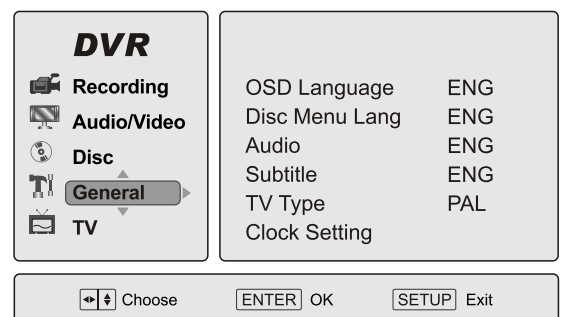 DVR
Recording
Audio/Video
Disc
General
TV
OSD Language ENG
Disc Menu Lang ENG
Audio ENG
Subtitle ENG
TV Type PAL
Clock Setting
Choose ENTER OK SETUP Exit